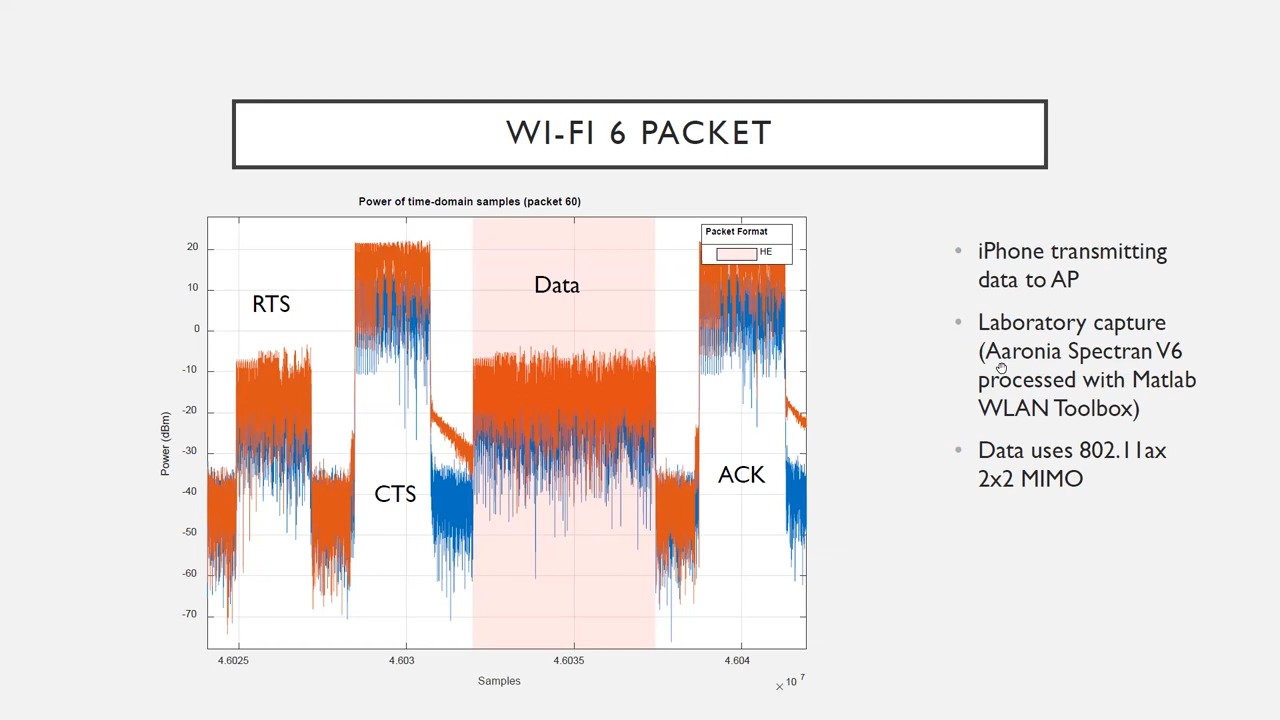 WI-FI 6 PACKET
Power of time-domain samples (packet 60)
Packet Format
HE
20
10
0
-10
-20
-30
-40
-50
-60
-70
Power (dBm)
RTS
CTS
Data
ACK
4.6025
4.603
4.6035
4.604
Samples
× 10 7
• iPhone transmitting
data to AP
• Laboratory capture
(Aaronia Spectran V6
processed with Matlab
WLAN Toolbox)
• Data uses 802.11ax
2x2 MIMO